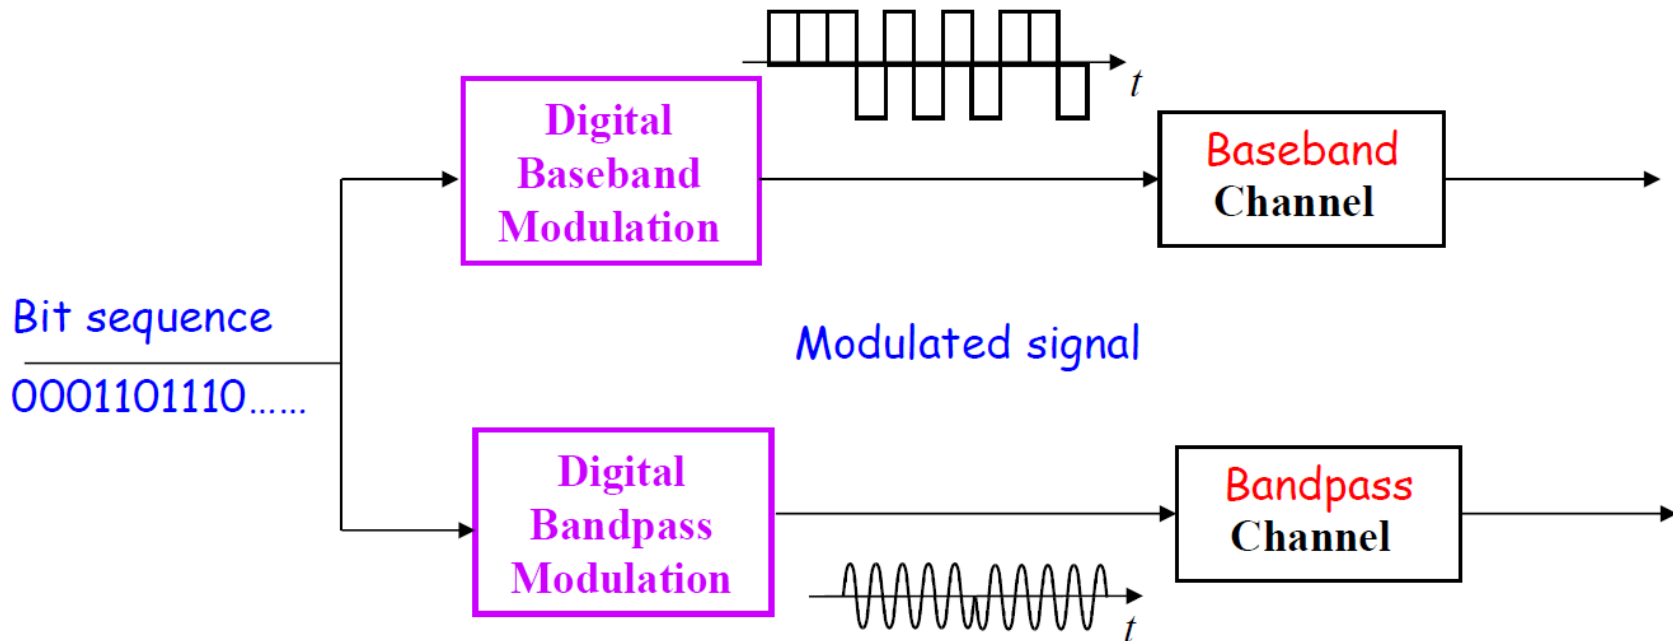 t
Digital
Baseband
Modulation
Baseband
Channel
Bit sequence
0001101110......
Modulated signal
Digital
Bandpass
Modulation
Bandpass
Channel
t